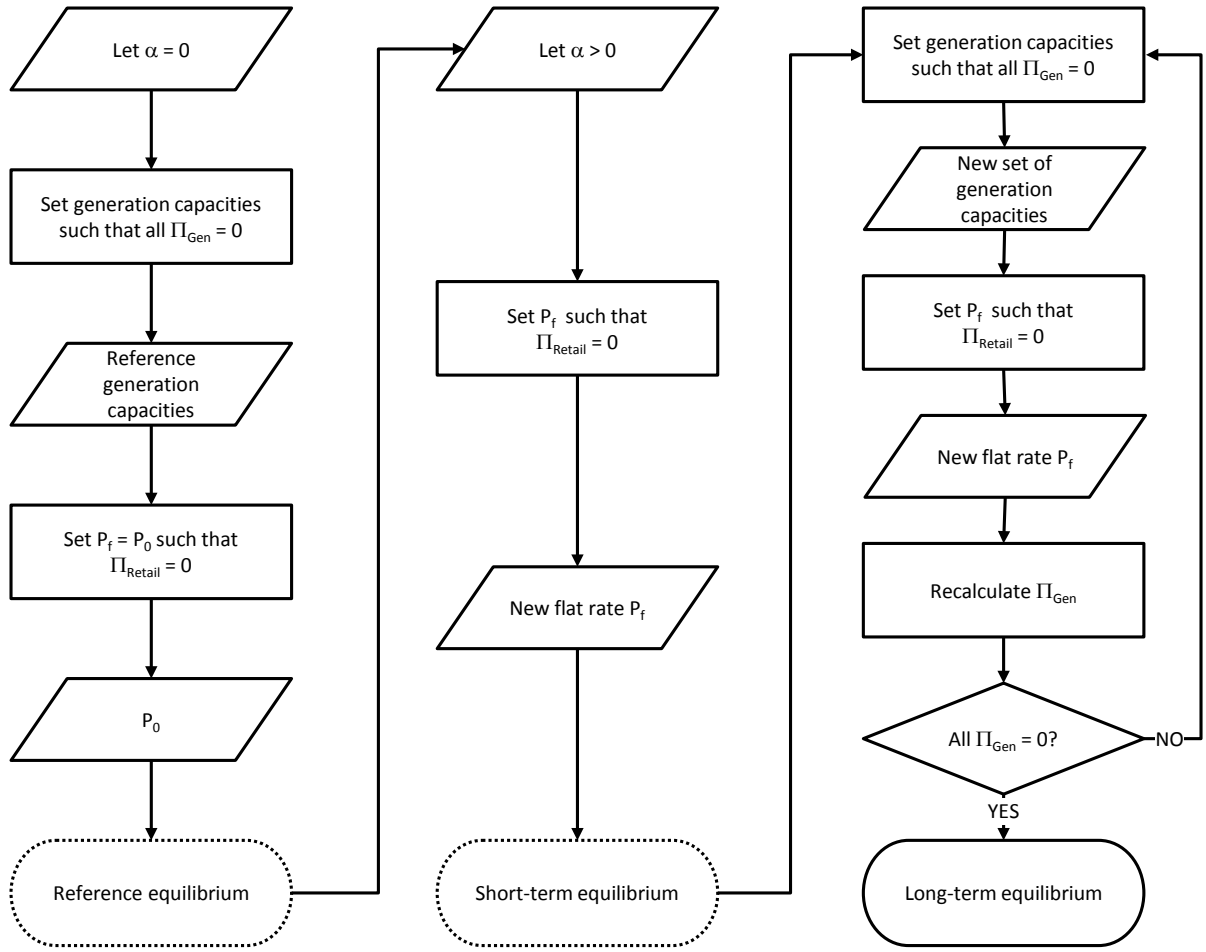 Let α = 0
Set generation capacities
such that all Π_Gen = 0
Reference
generation
capacities
Set P_f = P_0 such that
Π_Retail = 0
P_0
Reference equilibrium
Let α > 0
Set P_f such that
Π_Retail = 0
New flat rate P_f
Short-term equilibrium
Set generation capacities
such that all Π_Gen = 0
New set of
generation
capacities
Set P_f such that
Π_Retail = 0
New flat rate P_f
Recalculate Π_Gen
All Π_Gen = 0?
NO
YES
Long-term equilibrium